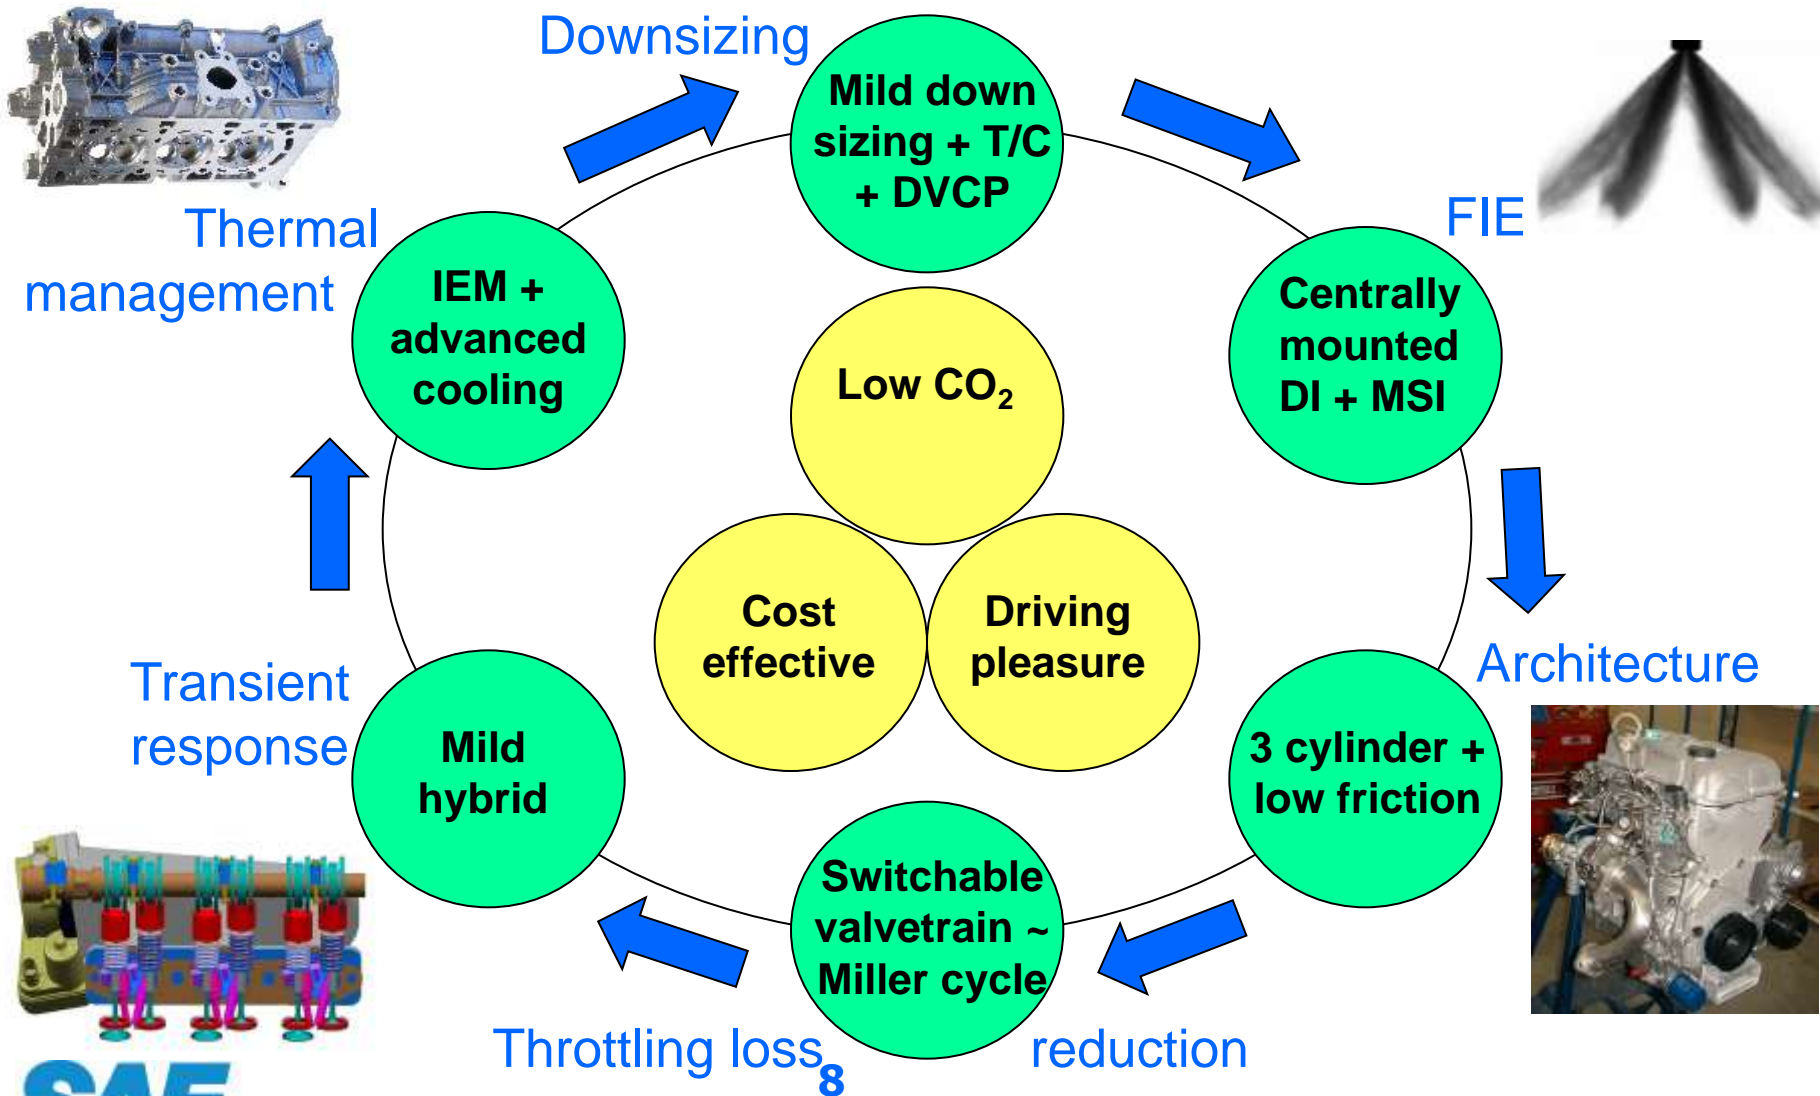 Downsizing
Mild down
sizing + T/C
+ DVCP
FIE
Centrally
mounted
DI + MSI
Thermal
management
IEM +
advanced
cooling
Low CO₂
Cost
effective
Driving
pleasure
Architecture
3 cylinder +
low friction
Transient
response
Mild
hybrid
Switchable
valvetrain ~
Miller cycle
Throttling loss reduction
8
SAE